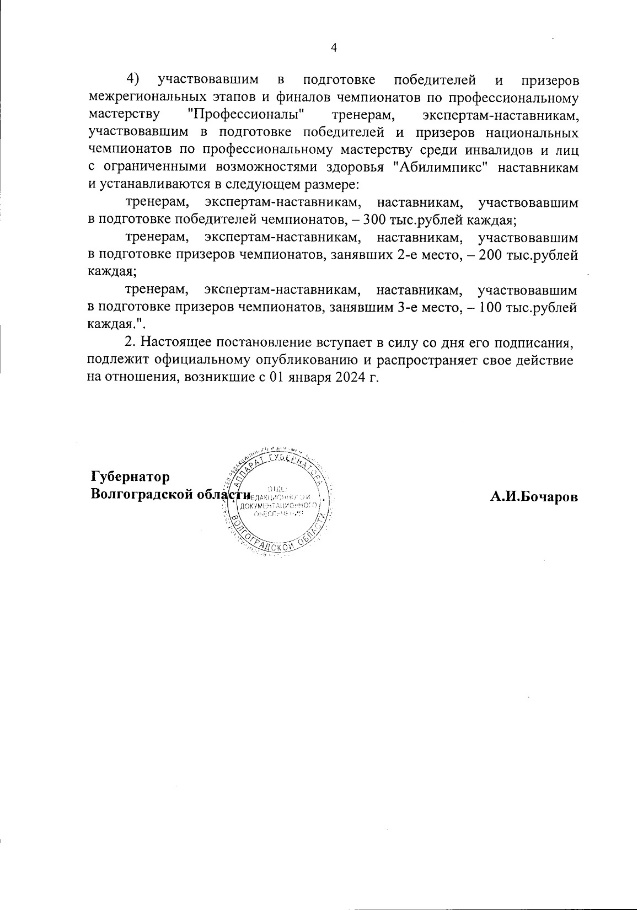 4
4) участвовавшим в подготовке победителей и призеров
межрегиональных этапов и финалов чемпионатов по профессиональному
мастерству "Профессионалы" тренерам, экспертам-наставникам,
участвовавшим в подготовке победителей и призеров национальных
чемпионатов по профессиональному мастерству среди инвалидов и лиц
с ограниченными возможностями здоровья "Абилимпикс" наставникам
и устанавливаются в следующем размере:
тренерам, экспертам-наставникам, наставникам, участвовавшим
в подготовке победителей чемпионатов, – 300 тыс.рублей каждая;
тренерам, экспертам-наставникам, наставникам, участвовавшим
в подготовке призеров чемпионатов, занявших 2-е место, – 200 тыс.рублей
каждая;
тренерам, экспертам-наставникам, наставникам, участвовавшим
в подготовке призеров чемпионатов, занявшим 3-е место, – 100 тыс.рублей
каждая.".
2. Настоящее постановление вступает в силу со дня его подписания,
подлежит официальному опубликованию и распространяет свое действие
на отношения, возникшие с 01 января 2024 г.
Губернатор
Волгоградской области
А.И.Бочаров
АППАРАТ ГУБЕРНАТОРА
ВОЛГОГРАДСКОЙ ОБЛАСТИ
ДОКУМЕНТАЦИОННОГО
ОБЕСПЕЧЕНИЯ